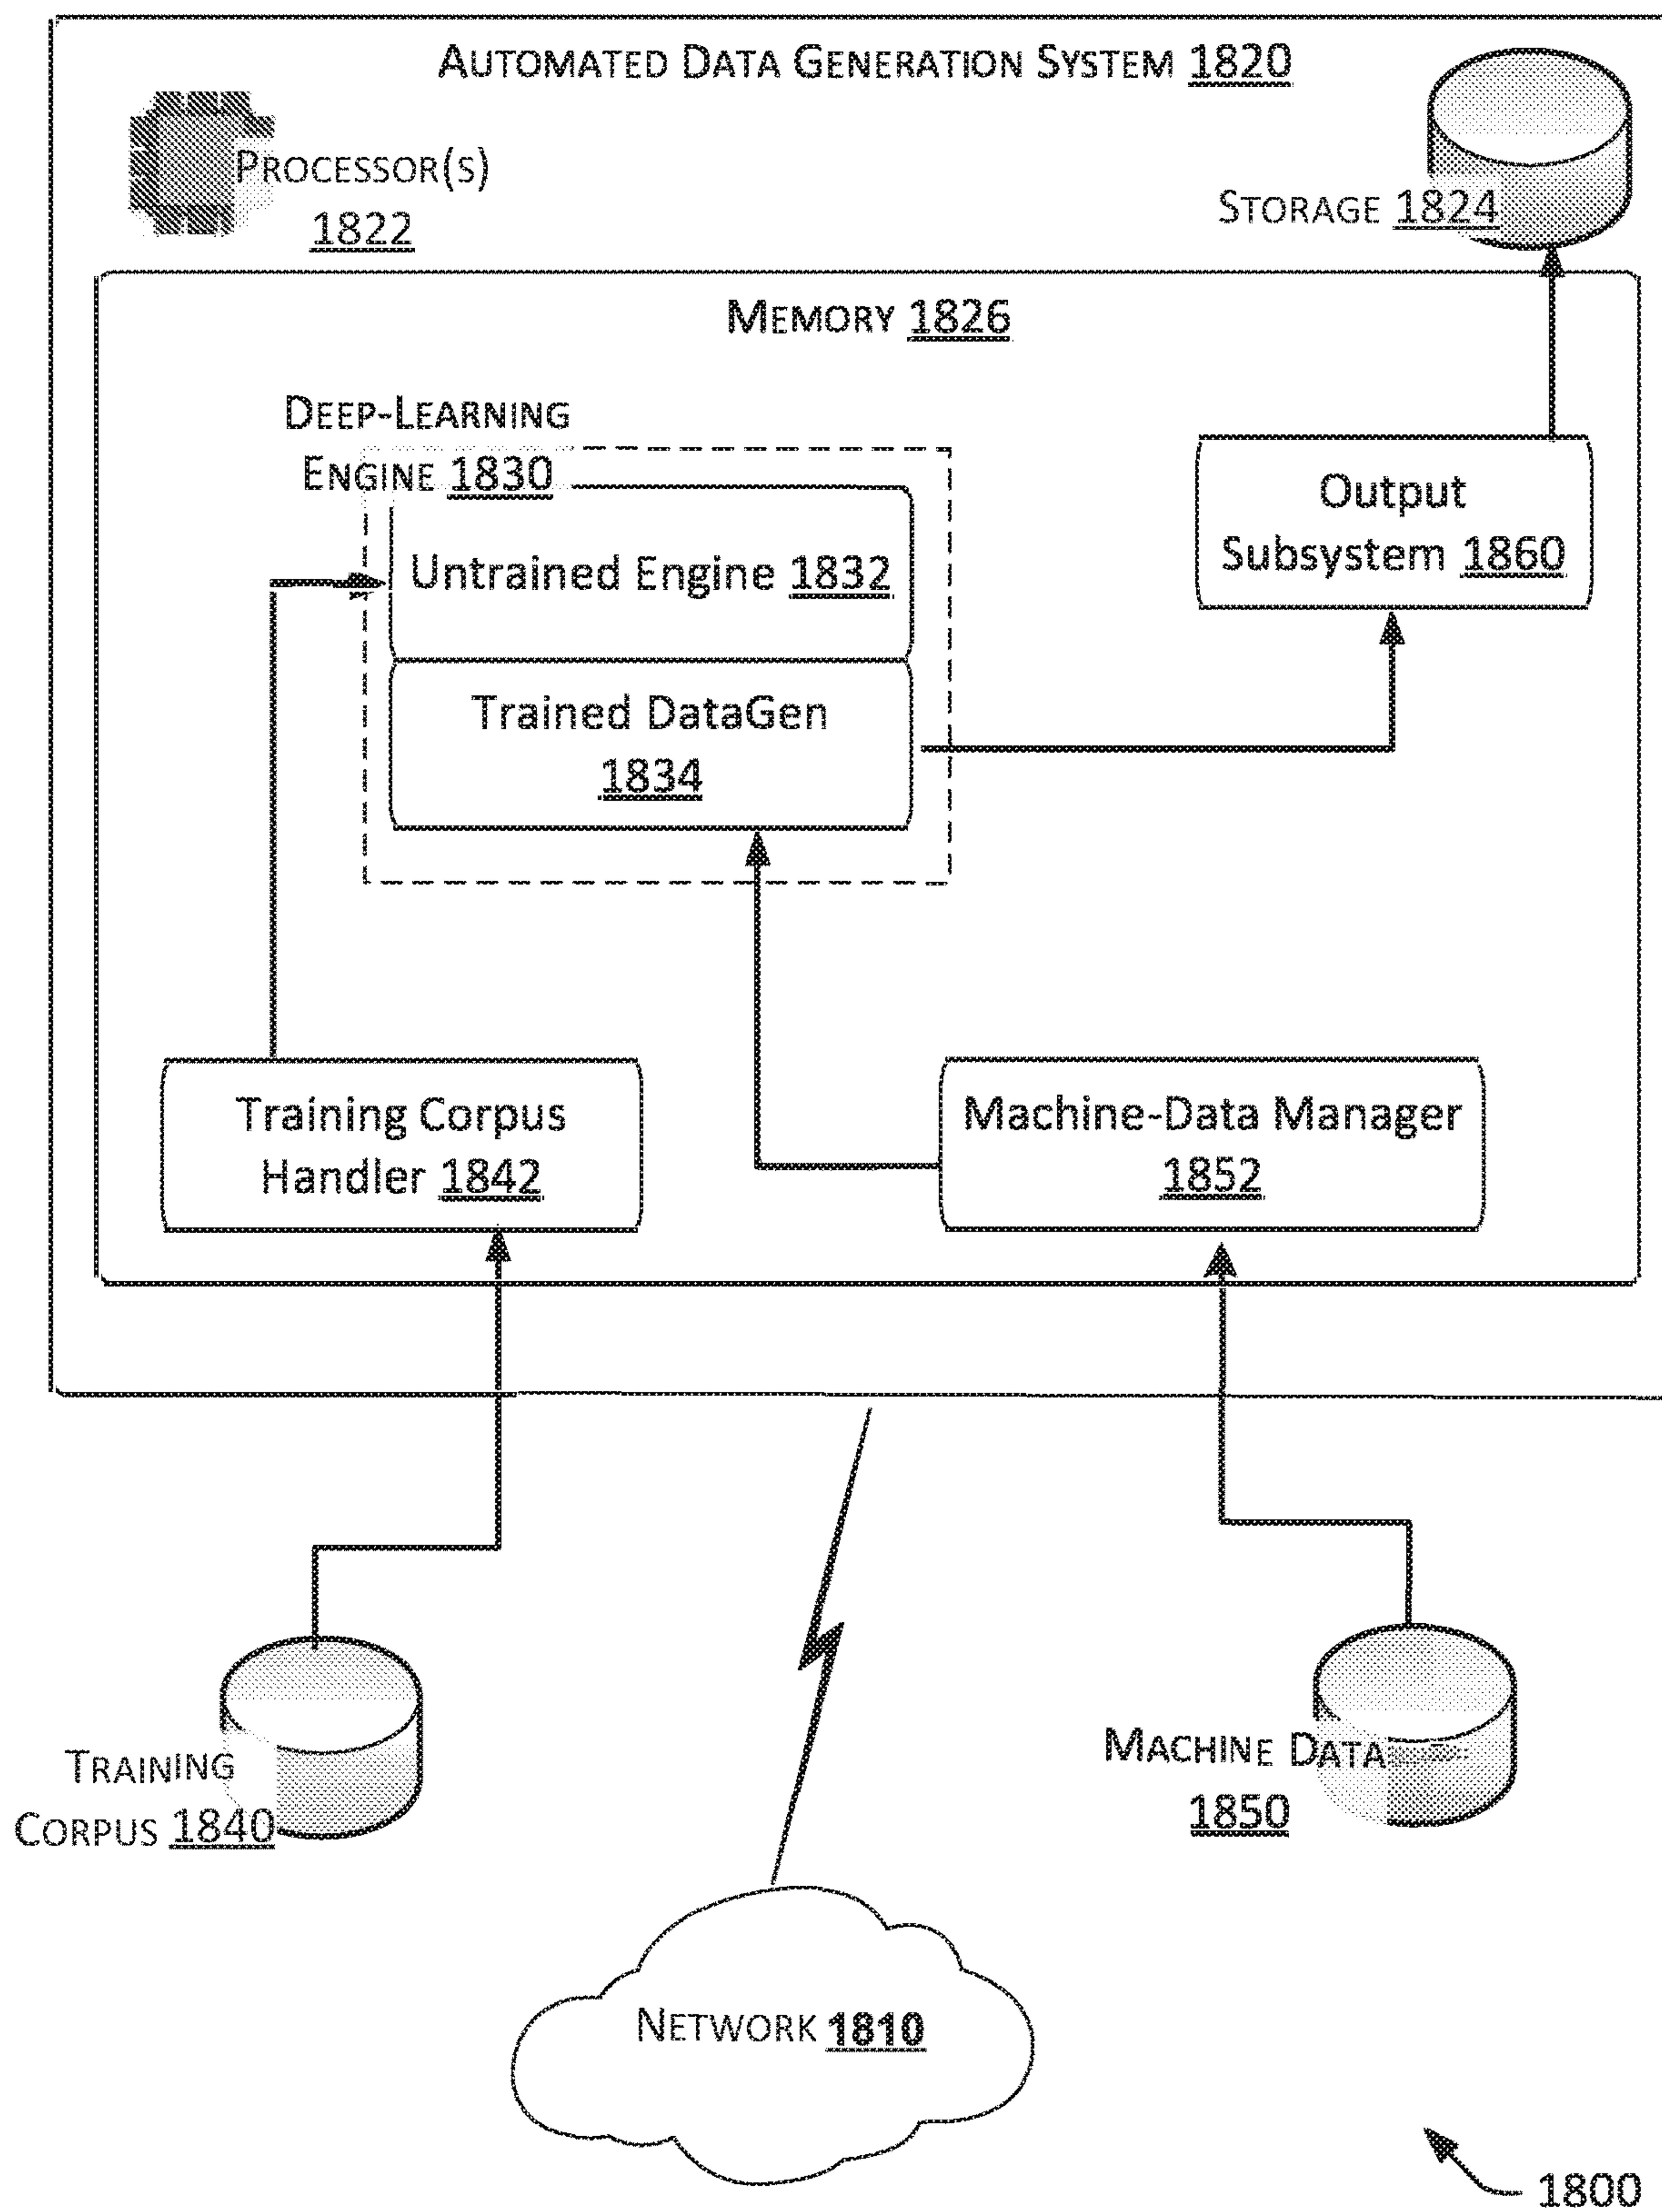 AUTOMATED DATA GENERATION SYSTEM 1820
PROCESSOR(S)
1822
STORAGE 1824
MEMORY 1826
DEEP-LEARNING
ENGINE 1830
Untrained Engine 1832
Trained DataGen
1834
Output
Subsystem 1860
Training Corpus
Handler 1842
Machine-Data Manager
1852
TRAINING
CORPUS 1840
MACHINE DATA
1850
NETWORK 1810
1800